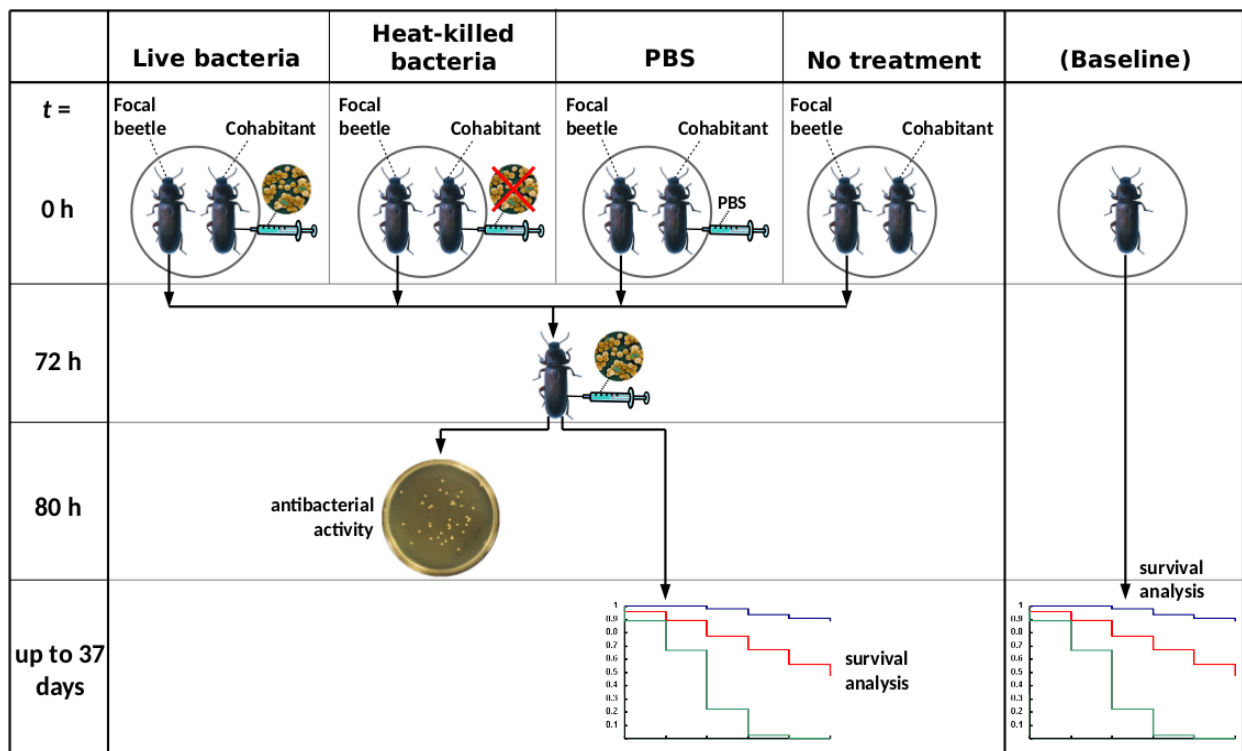 Live bacteria
Heat-killed
bacteria
PBS
No treatment
(Baseline)
t =
Focal
beetle
Cohabitant
Focal
beetle
Cohabitant
Focal
beetle
Cohabitant
Focal
beetle
Cohabitant
0 h
PBS
72 h
80 h
antibacterial
activity
up to 37
days
1
0.9
0.8
0.7
0.6
0.5
0.4
0.3
0.2
0.1
survival
analysis
survival
analysis
1
0.9
0.8
0.7
0.6
0.5
0.4
0.3
0.2
0.1